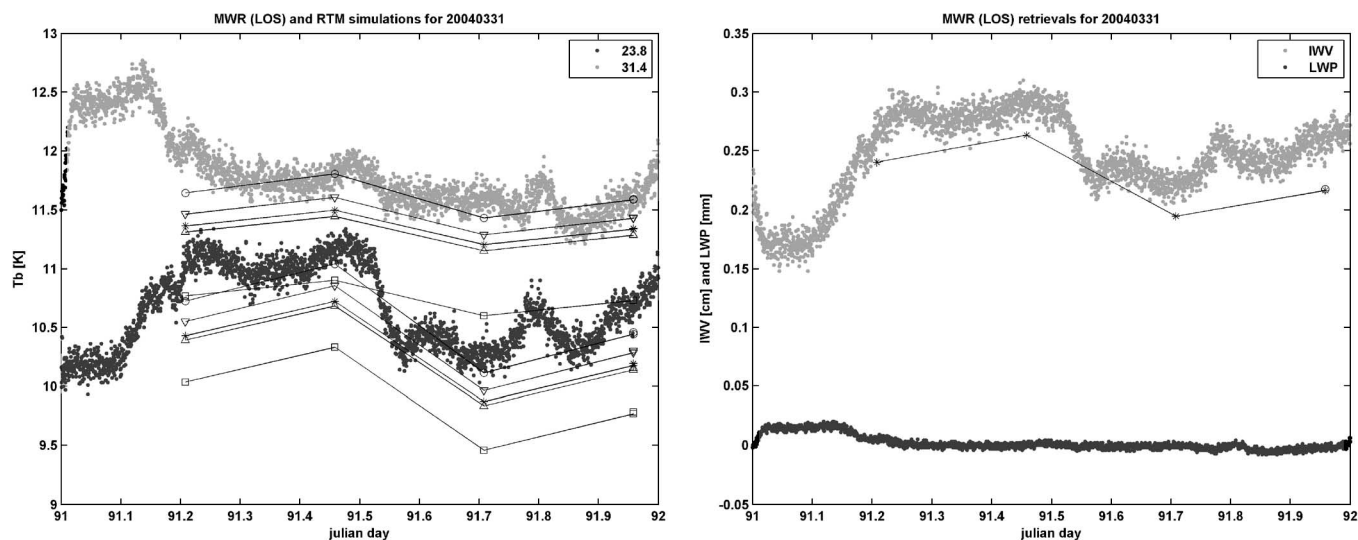 MWR (LOS) and RTM simulations for 20040331
13
12.5
12
11.5
11
10.5
10
9.5
9
Tb [K]
23.8
31.4
91 91.1 91.2 91.3 91.4 91.5 91.6 91.7 91.8 91.9 92
julian day
MWR (LOS) retrievals for 20040331
0.35
0.3
0.25
0.2
0.15
0.1
0.05
0
-0.05
IWV [cm] and LWP [mm]
IWV
LWP
91 91.1 91.2 91.3 91.4 91.5 91.6 91.7 91.8 91.9 92
julian day